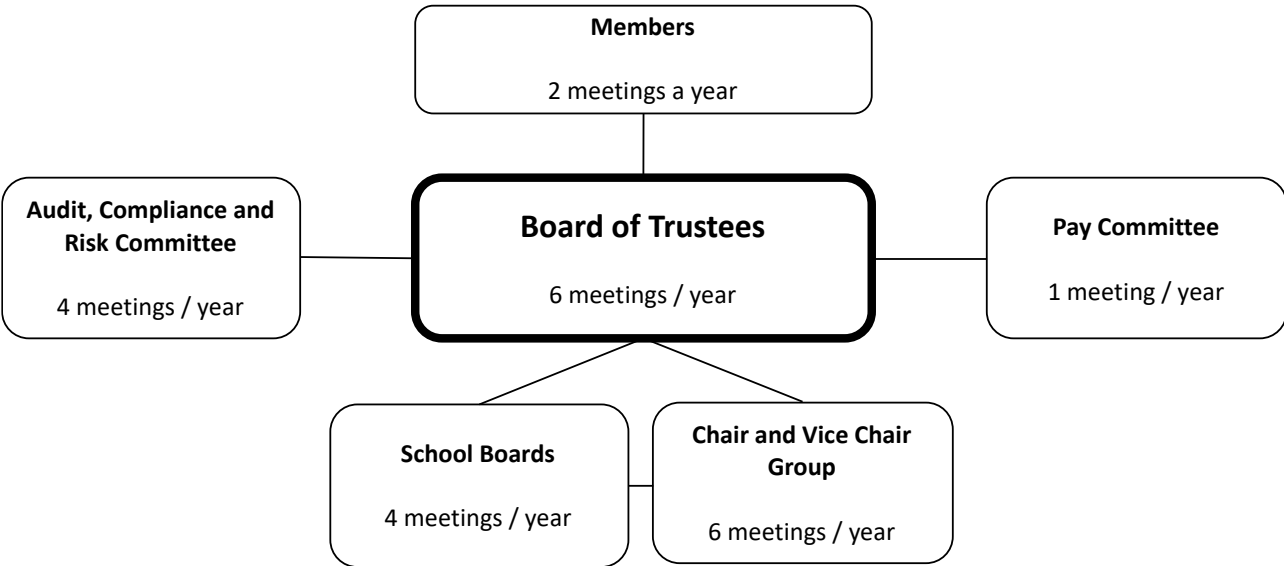 Members
2 meetings a year
Audit, Compliance and
Risk Committee
4 meetings / year
Board of Trustees
6 meetings / year
Pay Committee
1 meeting / year
School Boards
4 meetings / year
Chair and Vice Chair
Group
6 meetings / year